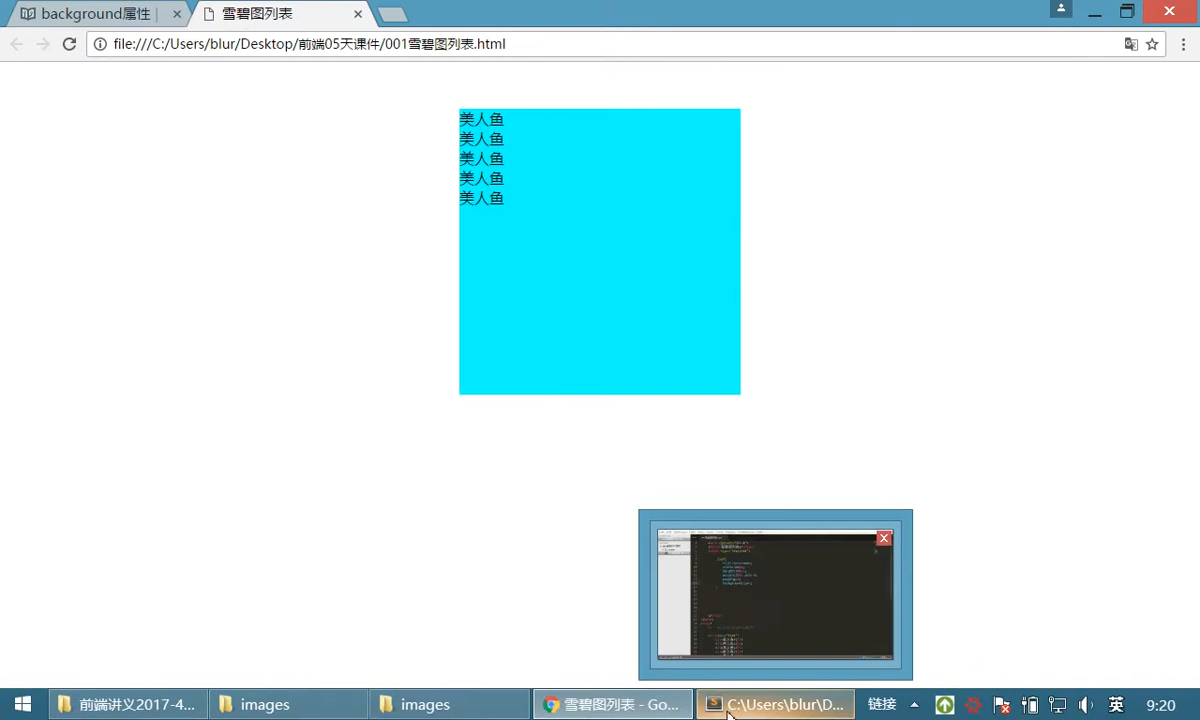 background属性
雪碧图列表
file:///C:/Users/blur/Desktop/前端05天课件/001雪碧图列表.html
美人鱼
美人鱼
美人鱼
美人鱼
美人鱼
前端讲义2017-4...
images
images
雪碧图列表 - Go...
C:\Users\blur\D...
链接
英
9:20